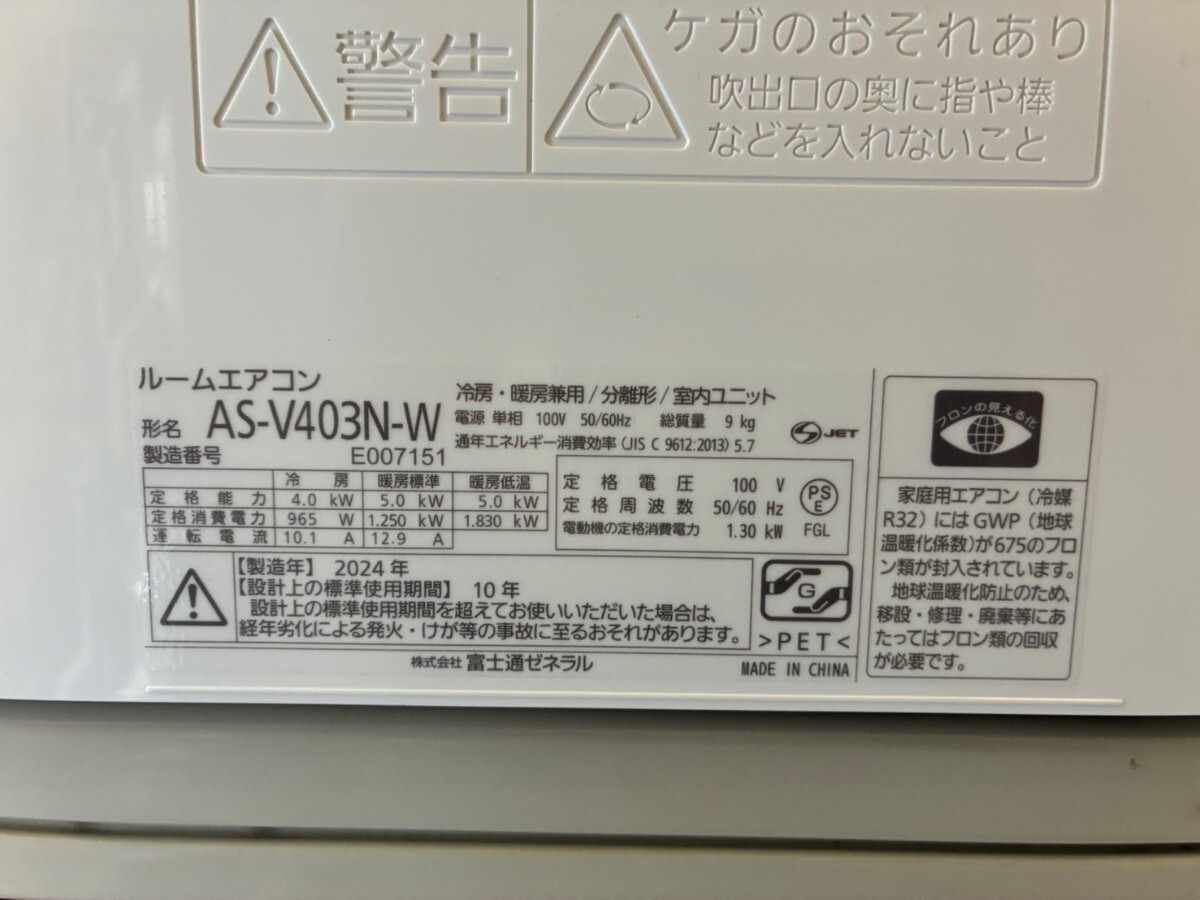 警告
ケガのおそれあり
吹出口の奥に指や棒
などを入れないこと
ルームエアコン
形名 AS-V403N-W
製造番号 E007151
冷房・暖房兼用/分離形/室内ユニット
電源 単相 100V 50/60Hz 総質量 9 kg
通年エネルギー消費効率 (JIS C 9612:2013) 5.7
JET
冷房 暖房標準 暖房低温
定格能力 4.0 kW 5.0 kW 5.0 kW
定格消費電力 965 W 1.250 kW 1.830 kW
運転電流 10.1 A 12.9 A
定格電圧 100 V
定格周波数 50/60 Hz
電動機の定格消費電力 1.30 kW
PS
E
FGL
【製造年】 2024年
【設計上の標準使用期間】 10年
設計上の標準使用期間を超えてお使いいただいた場合は、
経年劣化による発火・けが等の事故に至るおそれがあります。
G
>PET<
株式会社 富士通ゼネラル
MADE IN CHINA
フロンの見える化
家庭用エアコン(冷媒
R32)にはGWP(地球
温暖化係数)が675のフロ
ン類が封入されています。
地球温暖化防止のため、
移設・修理・廃棄等にあ
たってはフロン類の回収
が必要です。